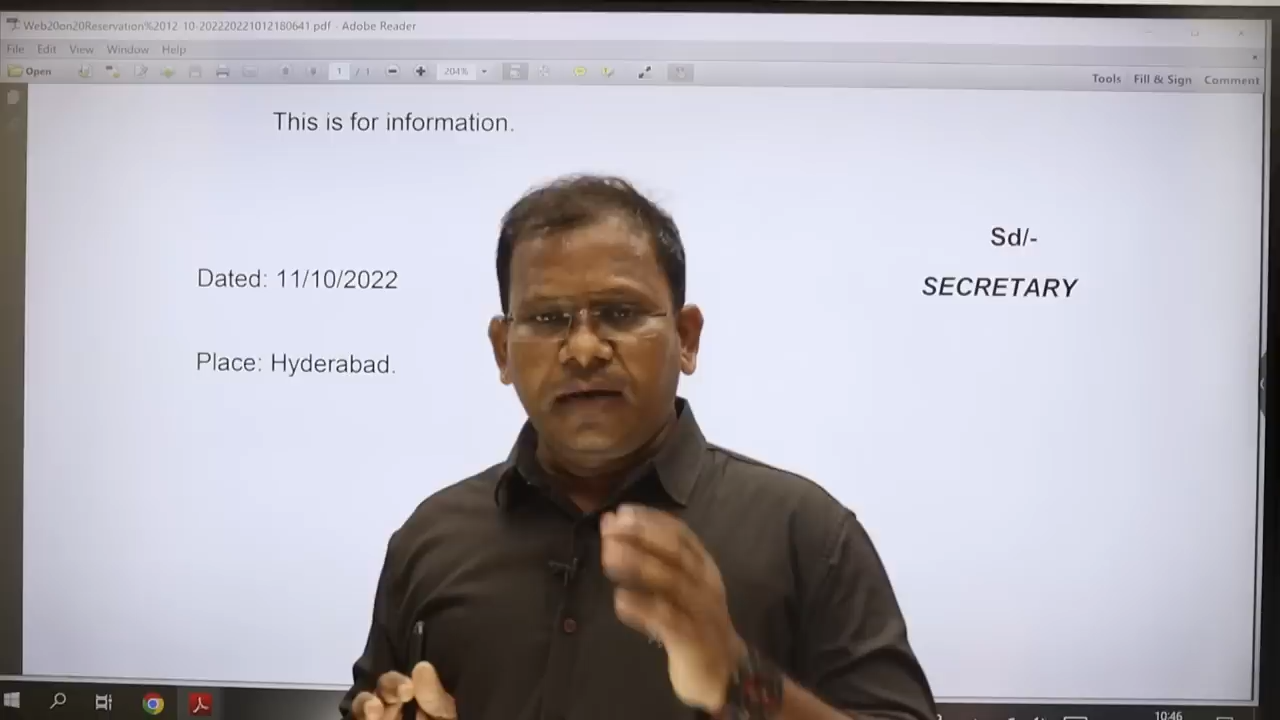 Web20on20Reservation%2012-10-202220221012180641.pdf - Adobe Reader
File Edit View Window Help
Open 1 / 1 204% Tools Fill & Sign Comment
This is for information.
Sd/-
Dated: 11/10/2022
SECRETARY
Place: Hyderabad.
10:46